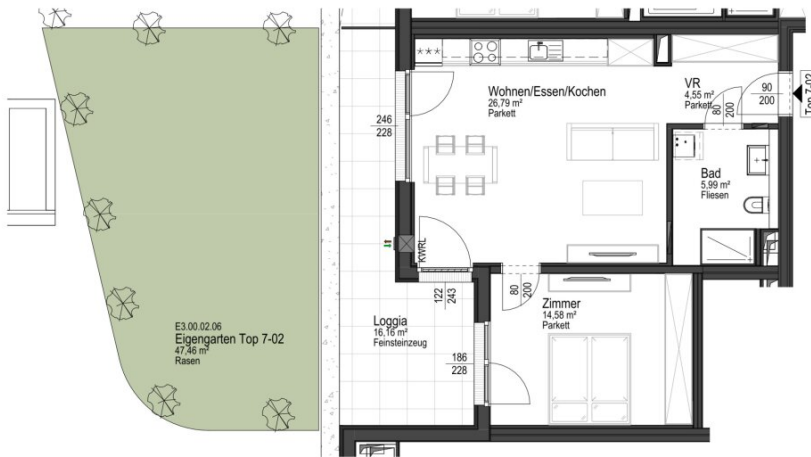 ***
Wohnen/Essen/Kochen
26,79 m²
Parkett
VR
4,55 m²
Parkett
90
200
Top 7-02
80
200
246
228
Bad
5,99 m²
Fliesen
KWRL
122
243
80
200
Zimmer
14,58 m²
Parkett
Loggia
16,16 m²
Feinsteinzeug
186
228
E3.00.02.06
Eigengarten Top 7-02
47,46 m²
Rasen